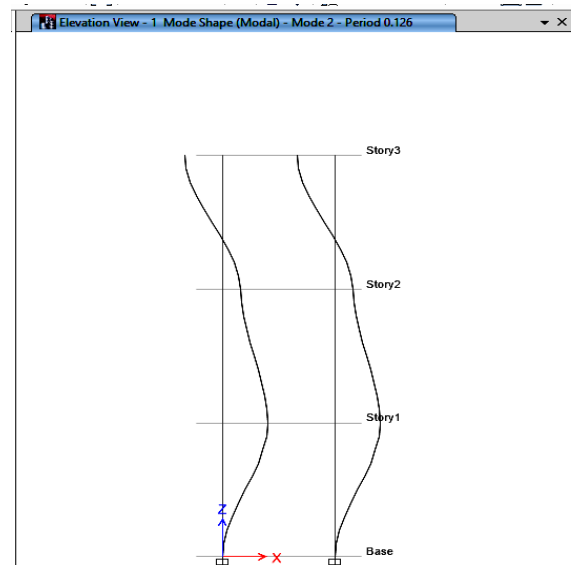 Elevation View - 1 Mode Shape (Modal) - Mode 2 - Period 0.126
Story3
Story2
Story1
Z
X
Base